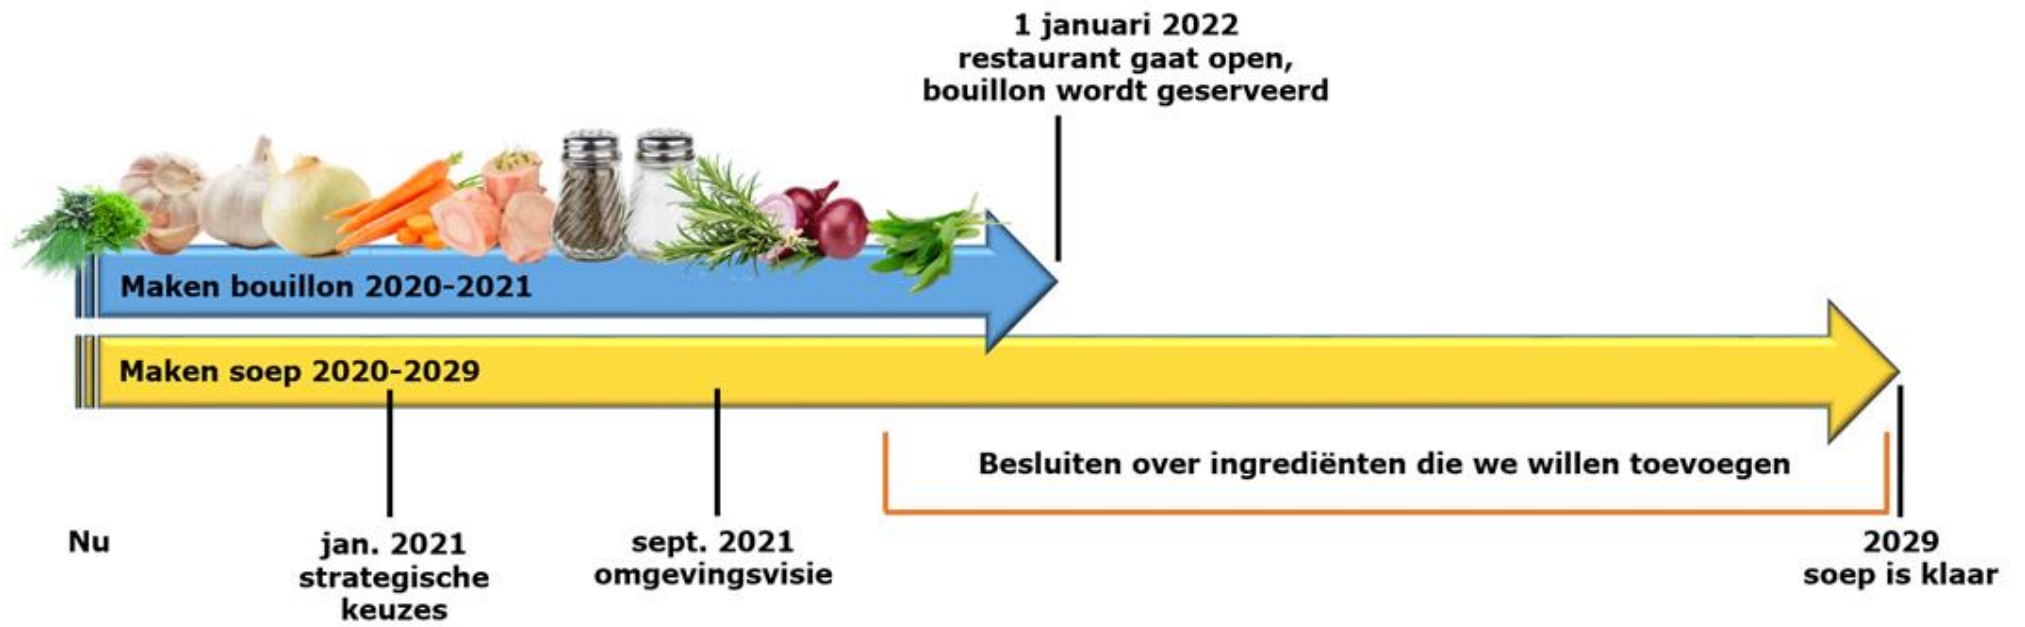 1 januari 2022
restaurant gaat open,
bouillon wordt geserveerd
Maken bouillon 2020-2021
Maken soep 2020-2029
Besluiten over ingrediënten die we willen toevoegen
Nu
jan. 2021
strategische
keuzes
sept. 2021
omgevingsvisie
2029
soep is klaar